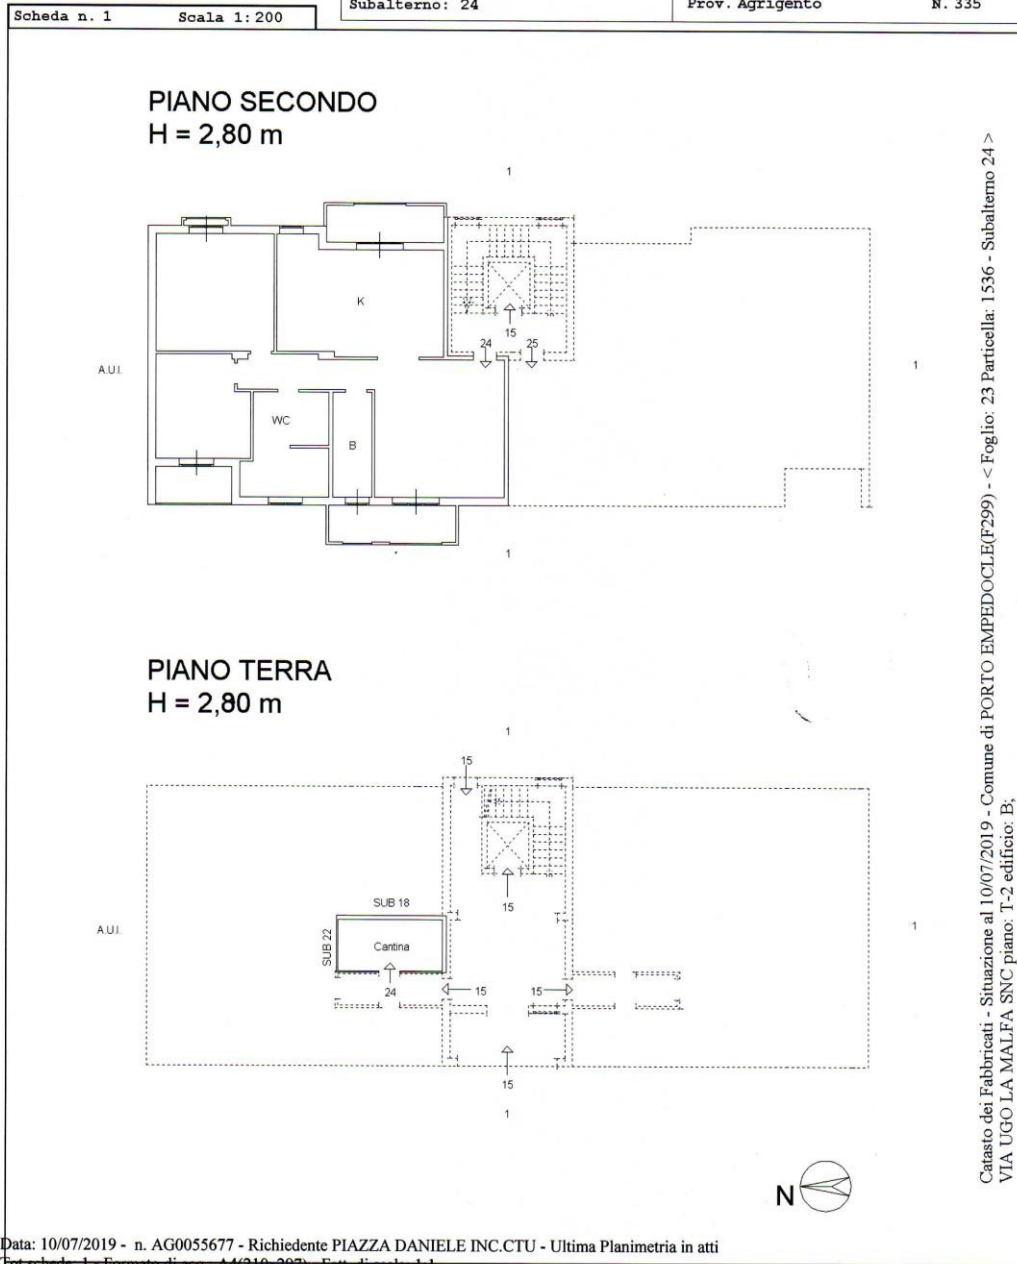 Scheda n. 1 Scala 1:200
Subalterno: 24
Prov. Agrigento N. 335
PIANO SECONDO
H = 2,80 m
1
K
15
24 25
A.U.I.
1
WC
B
1
PIANO TERRA
H = 2,80 m
1
15
SUB 18
15
A.U.I.
SUB 22
Cantina
1
24
15 15
15
1
N
Catasto dei Fabbricati - Situazione al 10/07/2019 - Comune di PORTO EMPEDOCLE(F299) - < Foglio: 23 Particella: 1536 - Subalterno 24 >
VIA UGO LA MALFA SNC piano: T-2 edificio: B;
Data: 10/07/2019 - n. AG0055677 - Richiedente PIAZZA DANIELE INC.CTU - Ultima Planimetria in atti